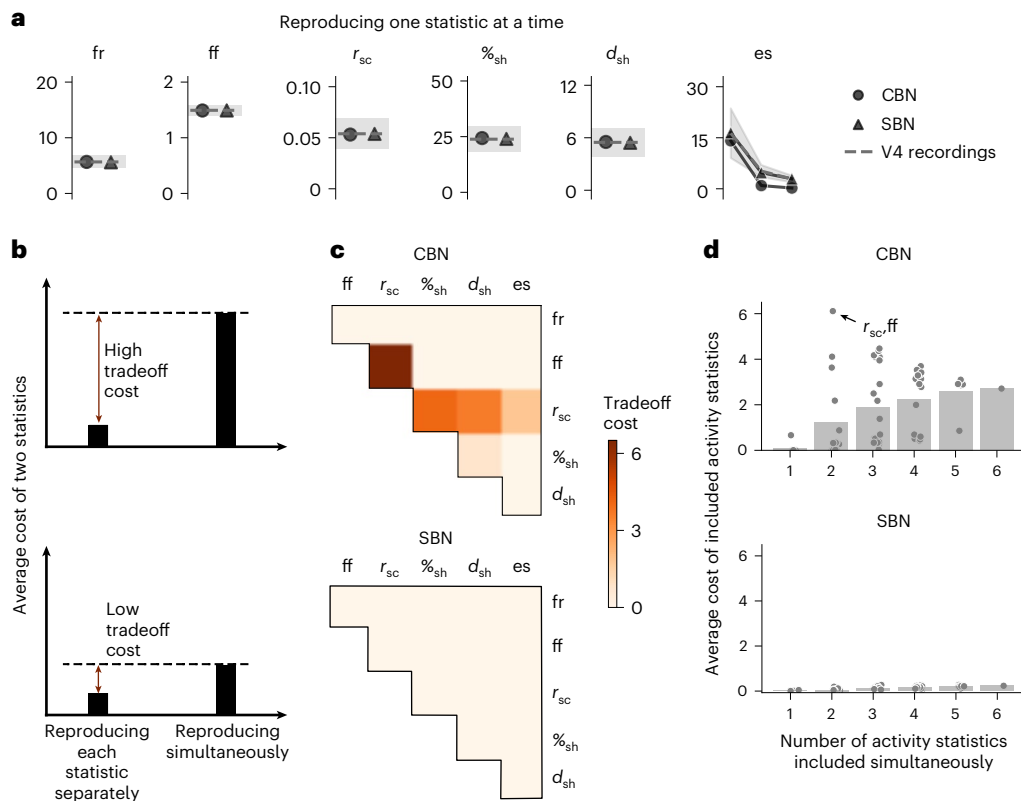 a
Reproducing one statistic at a time
fr
20
10
0
ff
2
1
0
r_sc
0.10
0.05
0
%_sh
50
25
0
d_sh
12
6
0
es
30
15
0
CBN
SBN
V4 recordings
b
Average cost of two statistics
High
tradeoff
cost
Low
tradeoff
cost
Reproducing
each
statistic
separately
Reproducing
simultaneously
c
CBN
ff r_sc %_sh d_sh es
fr
ff
r_sc
%_sh
d_sh
SBN
ff r_sc %_sh d_sh es
fr
ff
r_sc
%_sh
d_sh
Tradeoff
cost
6
3
0
d
Average cost of included activity statistics
CBN
6
4
2
0
r_sc,ff
1 2 3 4 5 6
SBN
6
4
2
0
1 2 3 4 5 6
Number of activity statistics
included simultaneously